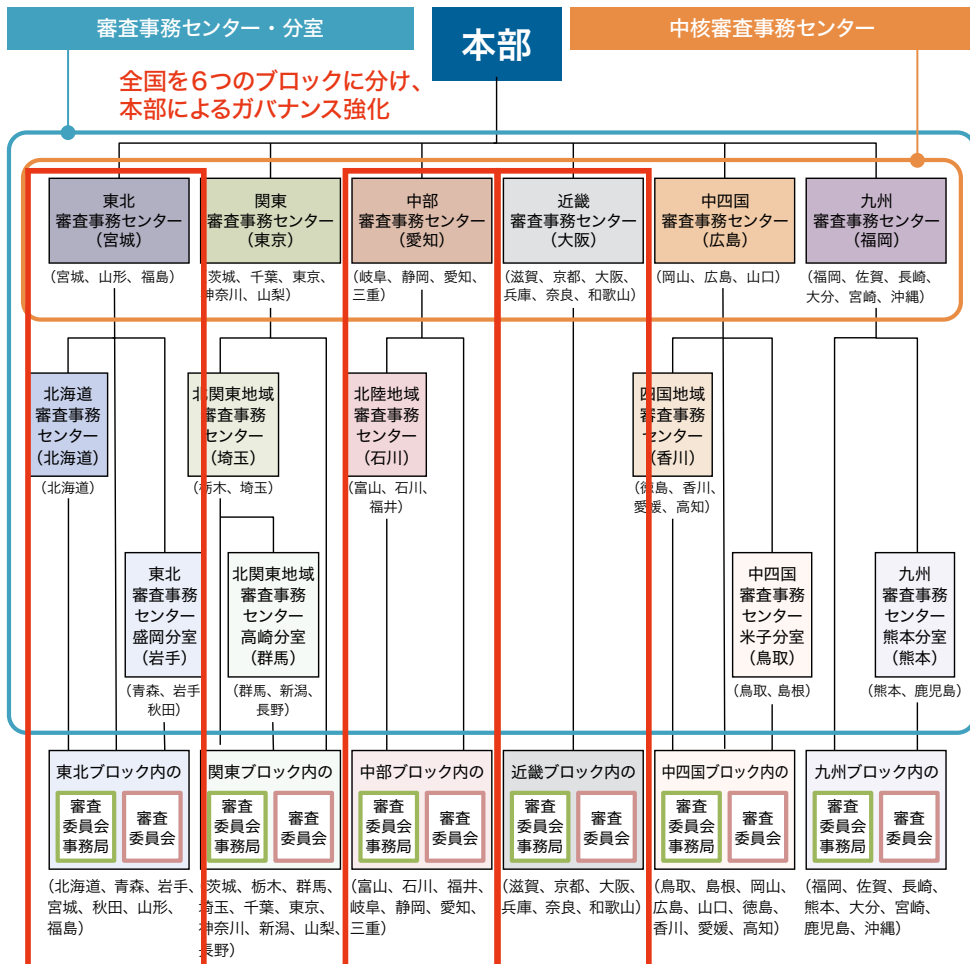 審査事務センター・分室
本部
中核審査事務センター
全国を6つのブロックに分け、
本部によるガバナンス強化
東北
審査事務センター
（宮城）
（宮城、山形、福島）
関東
審査事務センター
（東京）
（茨城、千葉、東京、
神奈川、山梨）
中部
審査事務センター
（愛知）
（岐阜、静岡、愛知、
三重）
近畿
審査事務センター
（大阪）
（滋賀、京都、大阪、
兵庫、奈良、和歌山）
中四国
審査事務センター
（広島）
（岡山、広島、山口）
九州
審査事務センター
（福岡）
（福岡、佐賀、長崎、
大分、宮崎、沖縄）
北海道
審査事務
センター
（北海道）
（北海道）
北関東地域
審査事務
センター
（埼玉）
（栃木、埼玉）
北陸地域
審査事務
センター
（石川）
（富山、石川、
福井）
四国地域
審査事務
センター
（香川）
（徳島、香川、
愛媛、高知）
東北
審査事務
センター
盛岡分室
（岩手）
（青森、岩手
秋田）
北関東地域
審査事務
センター
高崎分室
（群馬）
（群馬、新潟、
長野）
中四国
審査事務
センター
米子分室
（鳥取）
（鳥取、島根）
九州
審査事務
センター
熊本分室
（熊本）
（熊本、鹿児島）
東北ブロック内の
審査
委員会
事務局
審査
委員会
（北海道、青森、岩手、
宮城、秋田、山形、
福島）
関東ブロック内の
審査
委員会
事務局
審査
委員会
（茨城、栃木、群馬、
埼玉、千葉、東京、
神奈川、新潟、山梨、
長野）
中部ブロック内の
審査
委員会
事務局
審査
委員会
（富山、石川、福井、
岐阜、静岡、愛知、
三重）
近畿ブロック内の
審査
委員会
事務局
審査
委員会
（滋賀、京都、大阪、
兵庫、奈良、和歌山）
中四国ブロック内の
審査
委員会
事務局
審査
委員会
（鳥取、島根、岡山、
広島、山口、徳島、
香川、愛媛、高知）
九州ブロック内の
審査
委員会
事務局
審査
委員会
（福岡、佐賀、長崎、
熊本、大分、宮崎、
鹿児島、沖縄）